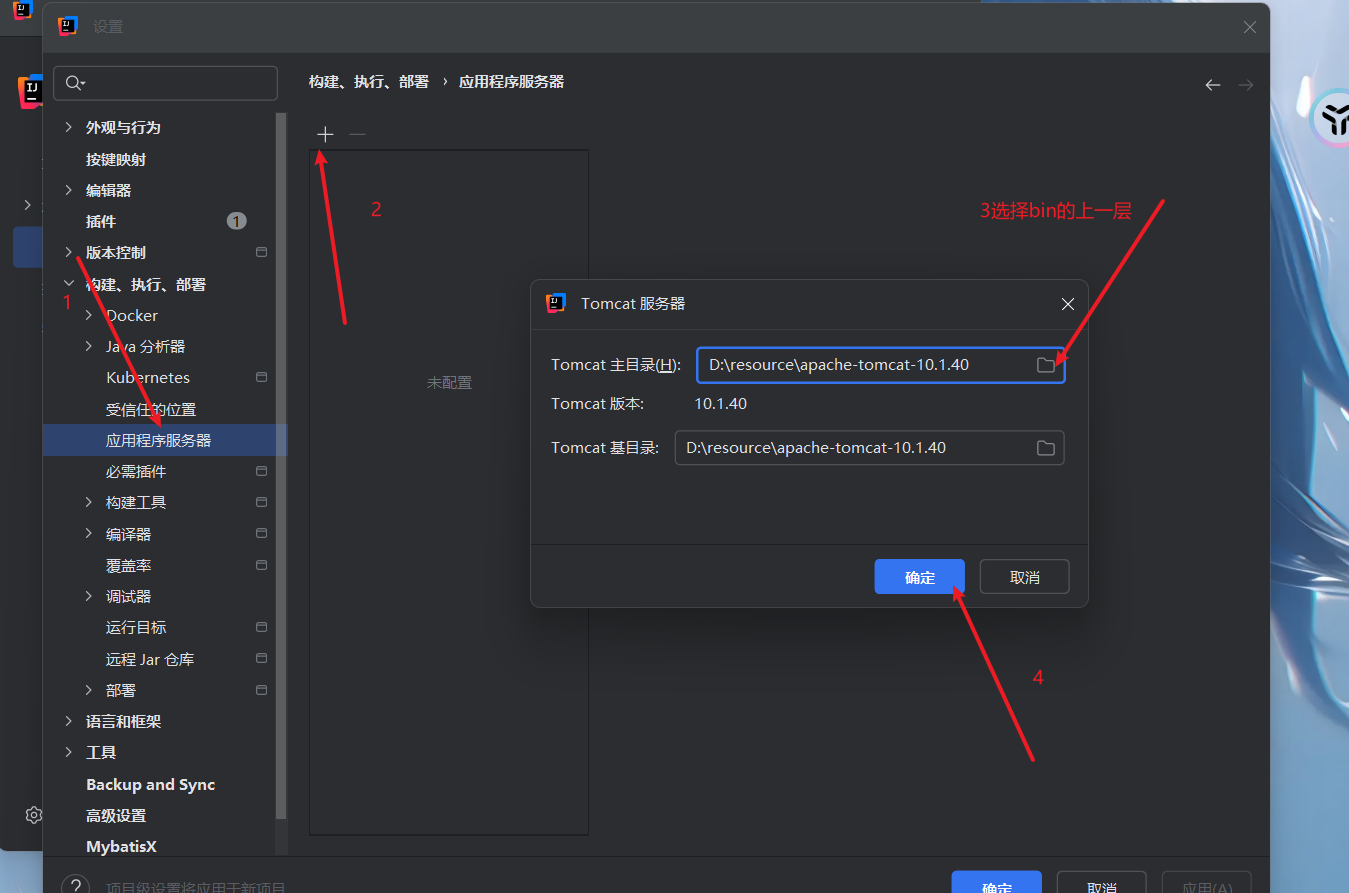 设置
构建、执行、部署 › 应用程序服务器
外观与行为
按键映射
编辑器
插件 1
版本控制
构建、执行、部署
Docker
Java 分析器
Kubernetes
受信任的位置
应用程序服务器
必需插件
构建工具
编译器
覆盖率
调试器
运行目标
远程 Jar 仓库
部署
语言和框架
工具
Backup and Sync
高级设置
MybatisX
1
2
未配置
3选择bin的上一层
Tomcat 服务器
Tomcat 主目录(H): D:\resource\apache-tomcat-10.1.40
Tomcat 版本: 10.1.40
Tomcat 基目录: D:\resource\apache-tomcat-10.1.40
确定 取消
4
? 项目级设置将应用于新项目
确定 取消 应用(A)